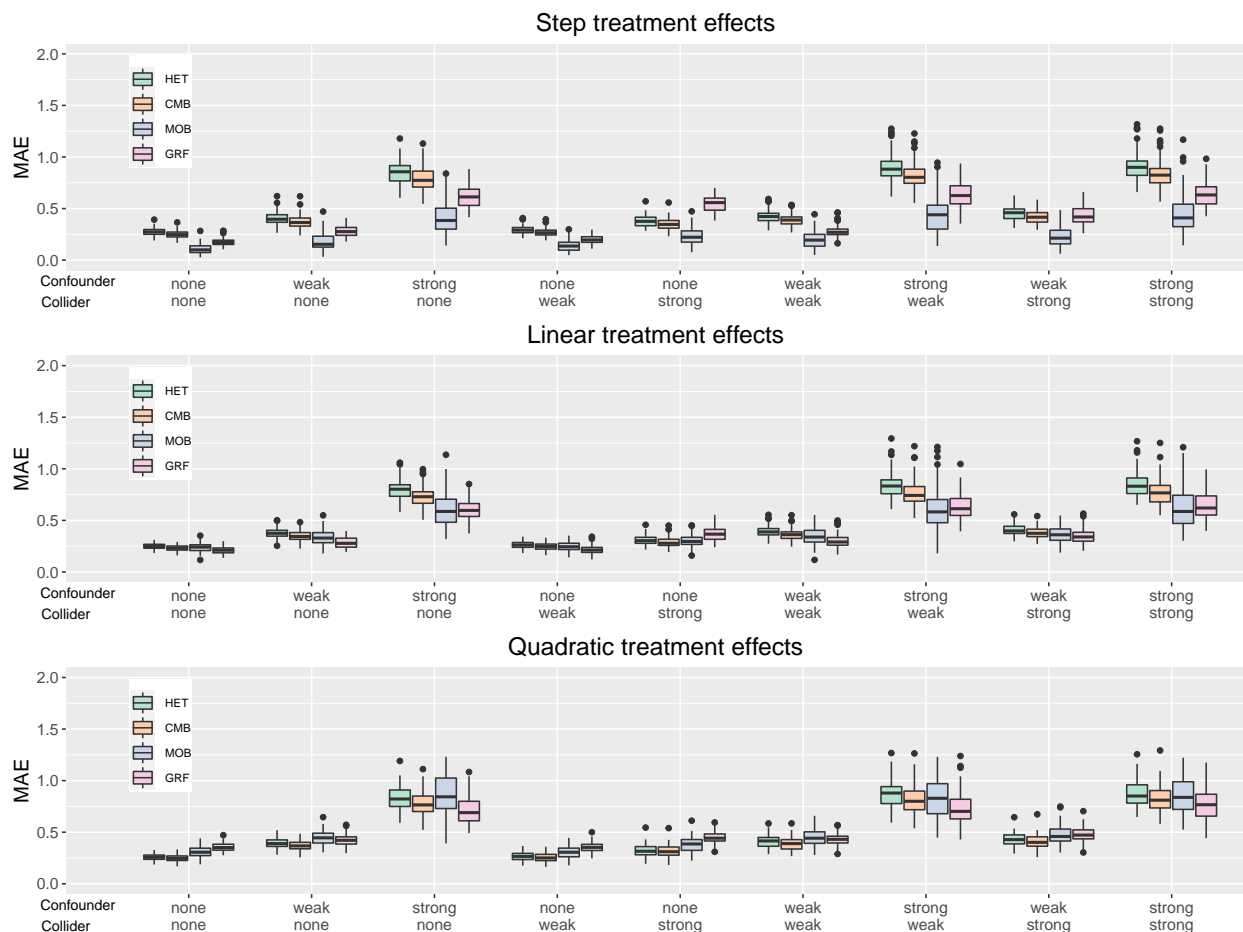 Step treatment effects
2.0
1.5
1.0
0.5
0.0
MAE
HET
CMB
MOB
GRF
Confounder none weak strong none none weak strong weak strong
Collider none none none weak strong weak weak strong strong
Linear treatment effects
2.0
1.5
1.0
0.5
0.0
MAE
HET
CMB
MOB
GRF
Confounder none weak strong none none weak strong weak strong
Collider none none none weak strong weak weak strong strong
Quadratic treatment effects
2.0
1.5
1.0
0.5
0.0
MAE
HET
CMB
MOB
GRF
Confounder none weak strong none none weak strong weak strong
Collider none none none weak strong weak weak strong strong